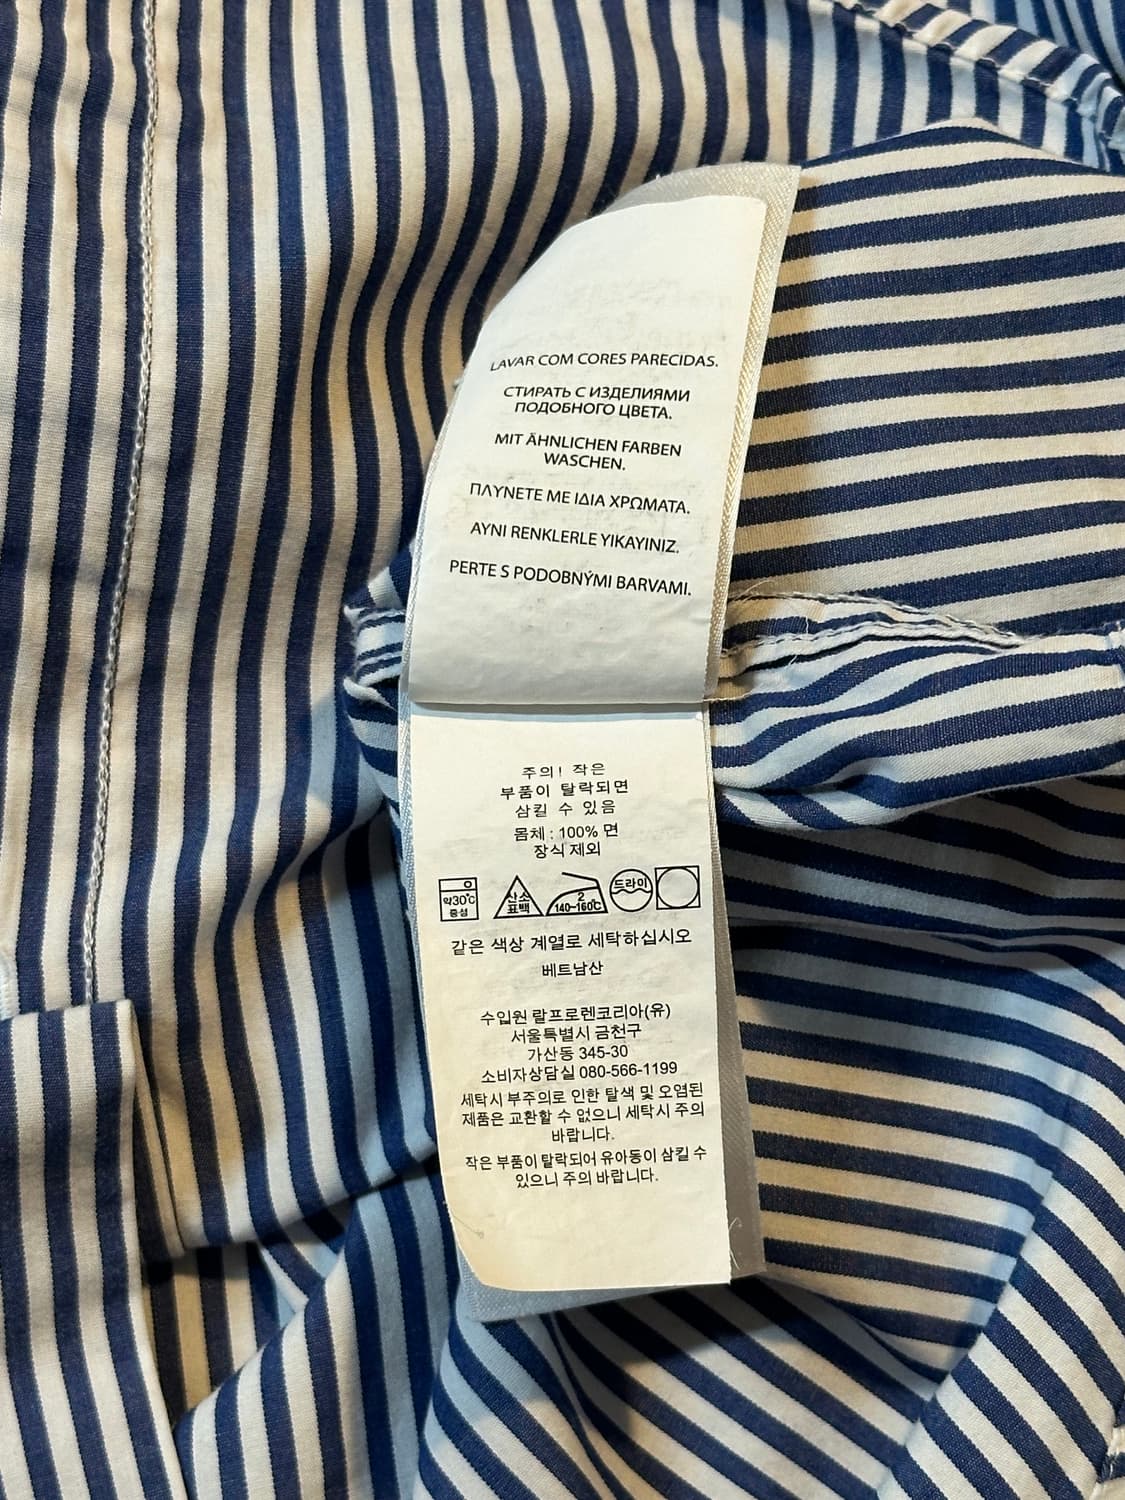 LAVAR COM CORES PARECIDAS.
СТИРАТЬ С ИЗДЕЛИЯМИ
ПОДОБНОГО ЦВЕТА.
MIT ÄHNLICHEN FARBEN
WASCHEN.
ΠΛΥΝΕΤΕ ΜΕ ΙΔΙΑ ΧΡΩΜΑΤΑ.
AYNI RENKLERLE YIKAYINIZ.
PERTE S PODOBNÝMI BARVAMI.
주의! 작은
부품이 탈락되면
삼킬 수 있음
몸체 : 100% 면
장식 제외
약30℃
중성
산소
표백
2
140~160℃
드라이
같은 색상 계열로 세탁하십시오
베트남산
수입원 랄프로렌코리아(유)
서울특별시 금천구
가산동 345-30
소비자상담실 080-566-1199
세탁시 부주의로 인한 탈색 및 오염된
제품은 교환할 수 없으니 세탁시 주의
바랍니다.
작은 부품이 탈락되어 유아동이 삼킬 수
있으니 주의 바랍니다.